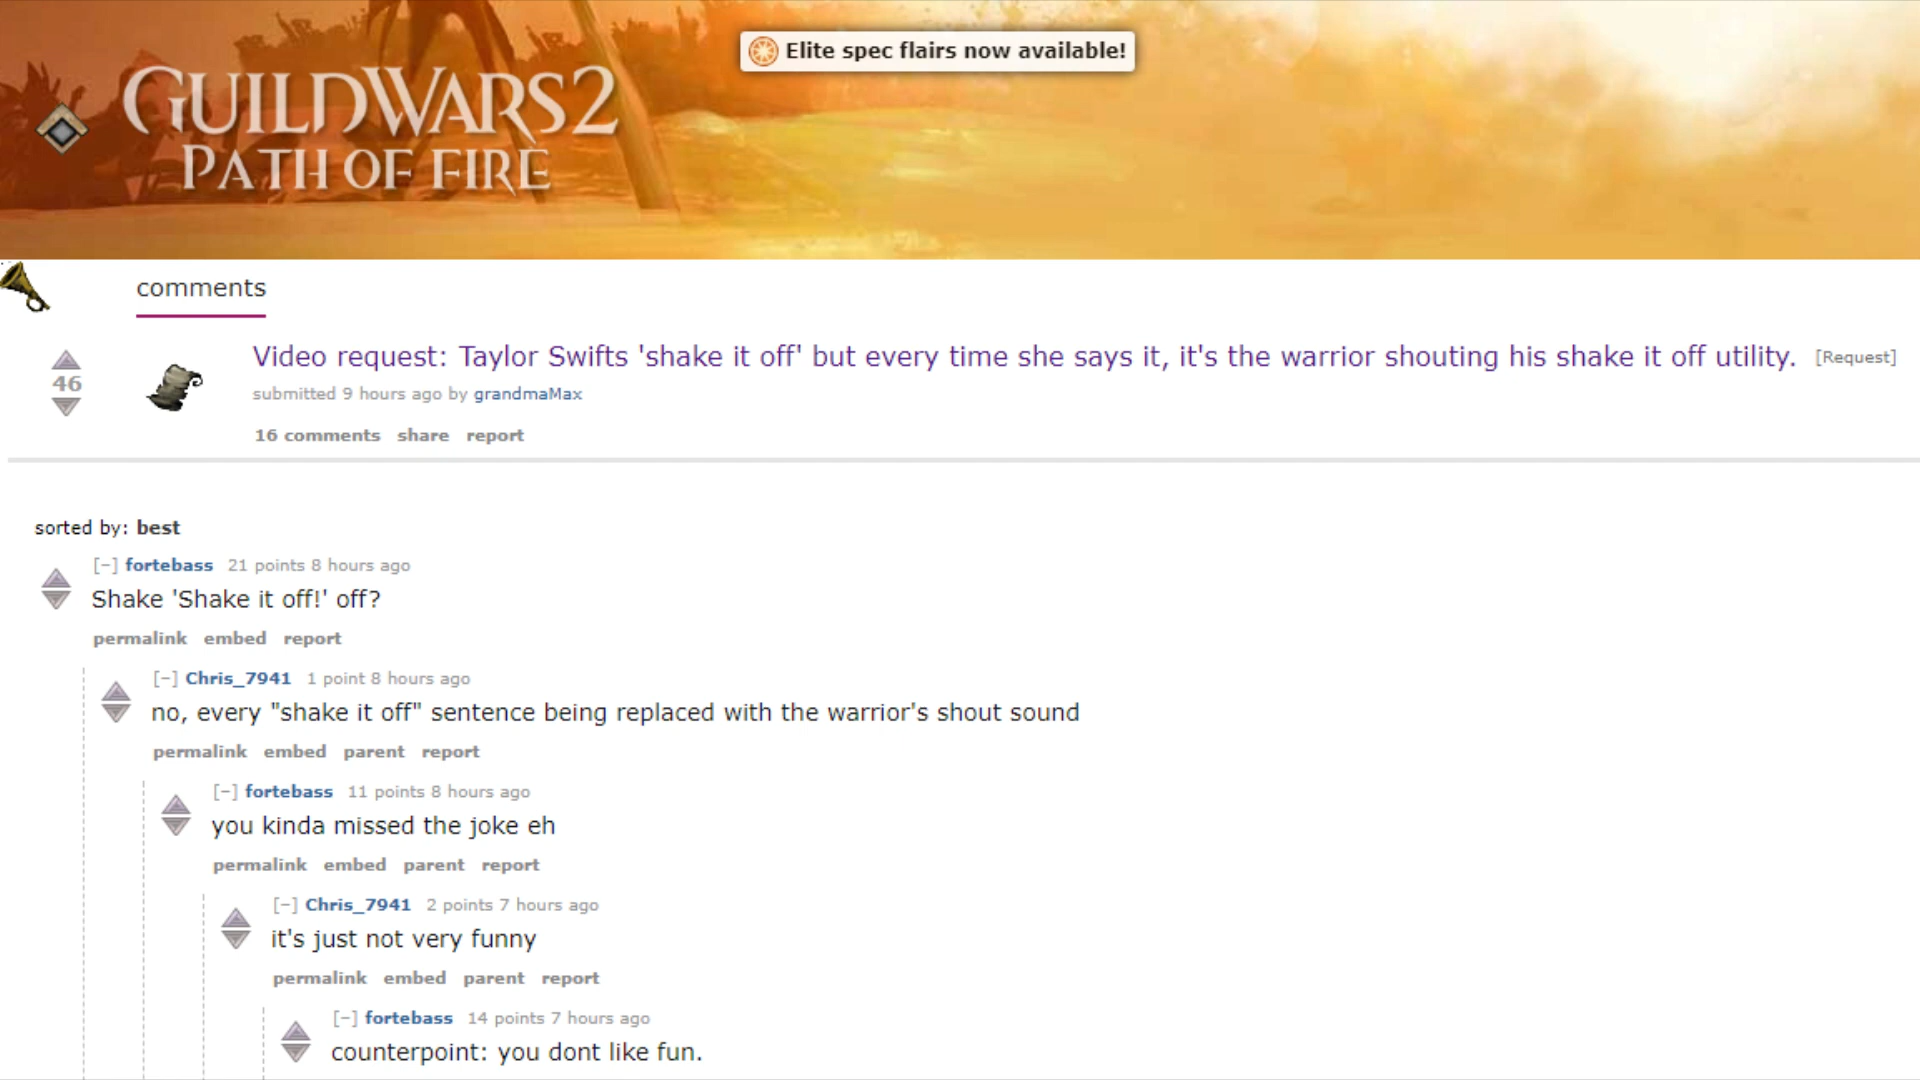 Elite spec flairs now available!
GUILD WARS 2
PATH OF FIRE
comments
46
Video request: Taylor Swifts 'shake it off' but every time she says it, it's the warrior shouting his shake it off utility. [Request]
submitted 9 hours ago by grandmaMax
16 comments share report
sorted by: best
[–] fortebass 21 points 8 hours ago
Shake 'Shake it off!' off?
permalink embed report
[–] Chris_7941 1 point 8 hours ago
no, every "shake it off" sentence being replaced with the warrior's shout sound
permalink embed parent report
[–] fortebass 11 points 8 hours ago
you kinda missed the joke eh
permalink embed parent report
[–] Chris_7941 2 points 7 hours ago
it's just not very funny
permalink embed parent report
[–] fortebass 14 points 7 hours ago
counterpoint: you dont like fun.